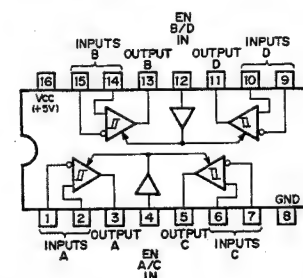 EN
B/D
IN
INPUTS
B
OUTPUT
B
OUTPUT
D
INPUTS
D
16 15 14 13 12 11 10 9
VCC
(+5V)
GND
1 2 3 4 5 6 7 8
INPUTS
A
OUTPUT
A
EN
A/C
IN
OUTPUT
C
INPUTS
C